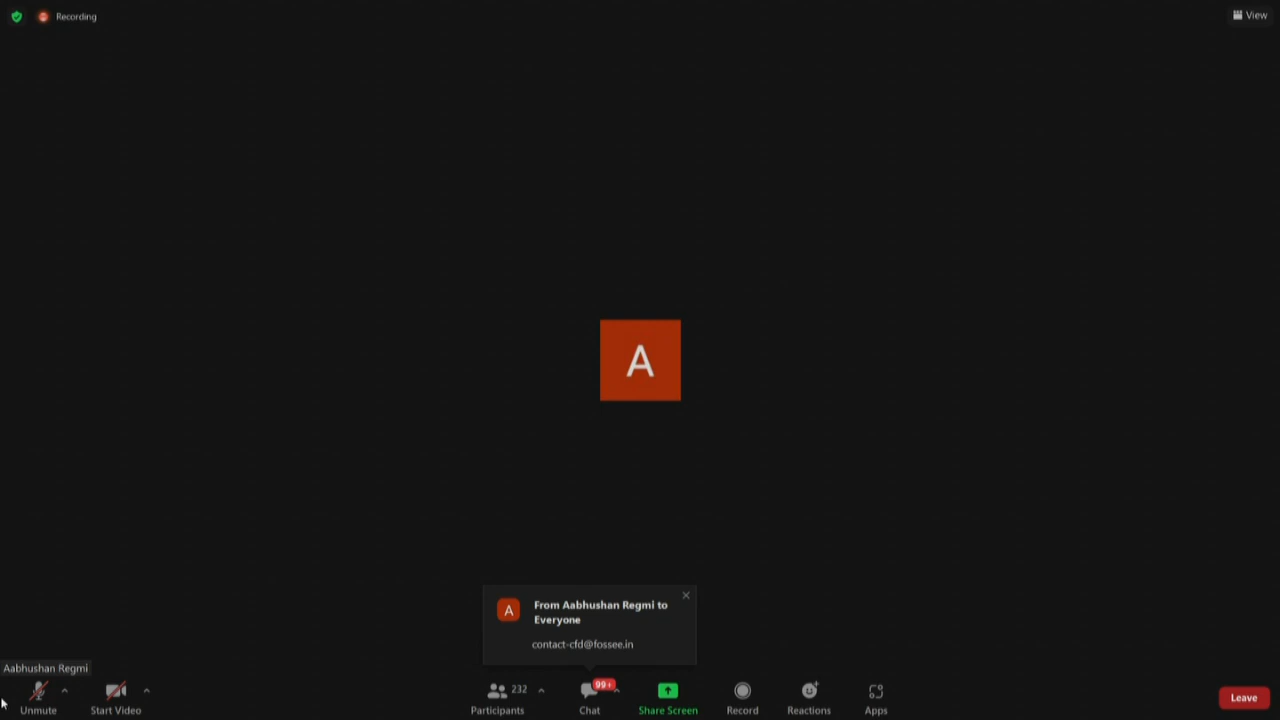 Recording
View
A
A
From Aabhushan Regmi to
Everyone
contact-cfd@fossee.in
Aabhushan Regmi
Unmute
Start Video
232
Participants
99+
Chat
Share Screen
Record
Reactions
Apps
Leave